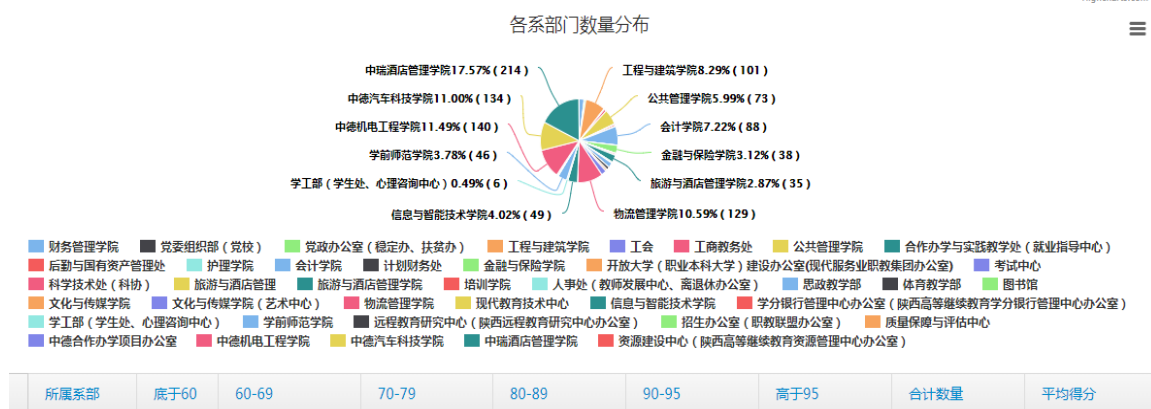 各系部门数量分布
中瑞酒店管理学院17.57% ( 214 )
工程与建筑学院8.29% ( 101 )
中德汽车科技学院11.00% ( 134 )
公共管理学院5.99% ( 73 )
中德机电工程学院11.49% ( 140 )
会计学院7.22% ( 88 )
学前师范学院3.78% ( 46 )
金融与保险学院3.12% ( 38 )
学工部（学生处、心理咨询中心）0.49% ( 6 )
旅游与酒店管理学院2.87% ( 35 )
信息与智能技术学院4.02% ( 49 )
物流管理学院10.59% ( 129 )
财务管理学院 党委组织部（党校） 党政办公室（稳定办、扶贫办） 工程与建筑学院 工会 工商教务处 公共管理学院 合作办学与实践教学处（就业指导中心）
后勤与国有资产管理处 护理学院 会计学院 计划财务处 金融与保险学院 开放大学（职业本科大学）建设办公室(现代服务业职教集团办公室) 考试中心
科学技术处（科协） 旅游与酒店管理 旅游与酒店管理学院 培训学院 人事处（教师发展中心、离退休办公室） 思政教学部 体育教学部 图书馆
文化与传媒学院 文化与传媒学院（艺术中心） 物流管理学院 现代教育技术中心 信息与智能技术学院 学分银行管理中心办公室（陕西高等继续教育学分银行管理中心办公室）
学工部（学生处、心理咨询中心） 学前师范学院 远程教育研究中心（陕西远程教育研究中心办公室） 招生办公室（职教联盟办公室） 质量保障与评估中心
中德合作办学项目办公室 中德机电工程学院 中德汽车科技学院 中瑞酒店管理学院 资源建设中心（陕西高等继续教育资源管理中心办公室）
所属系部 底于60 60-69 70-79 80-89 90-95 高于95 合计数量 平均得分